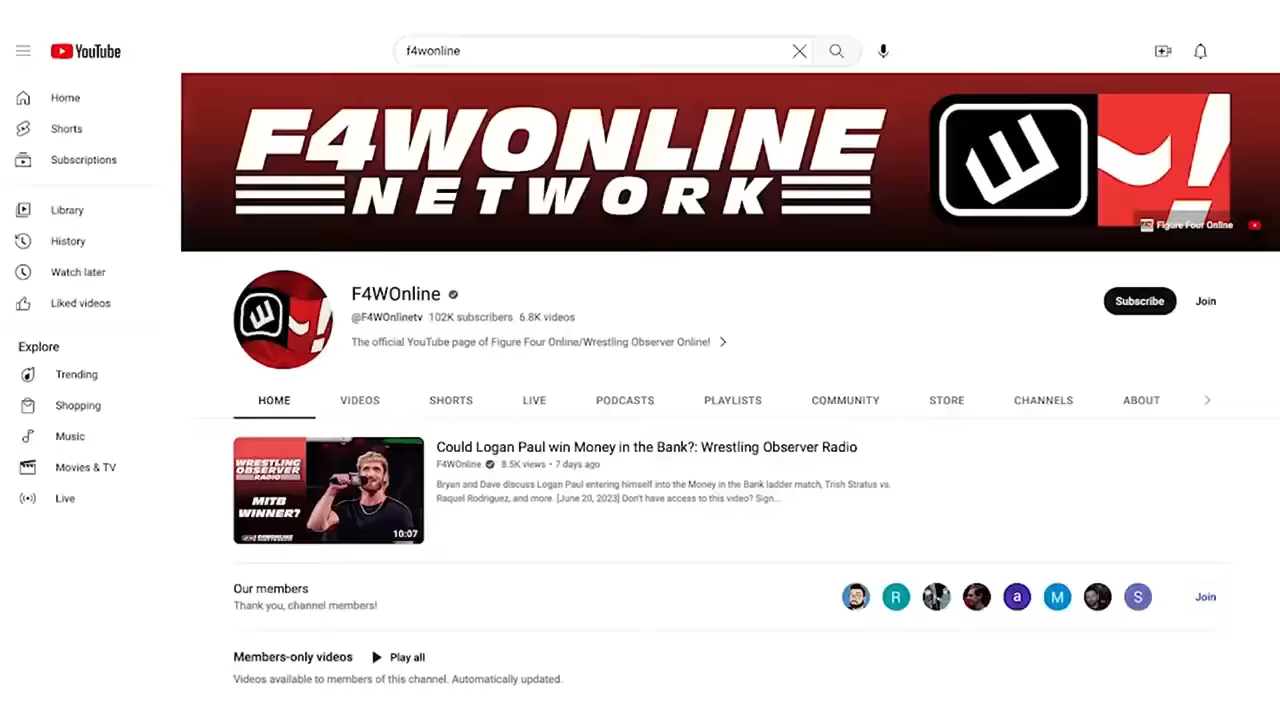 YouTube
f4wonline
Home
Shorts
Subscriptions
Library
History
Watch later
Liked videos
Explore
Trending
Shopping
Music
Movies & TV
Live
F4WONLINE
NETWORK
Figure Four Online
F4WOnline
@F4WOnlinetv 102K subscribers 6.8K videos
The official YouTube page of Figure Four Online/Wrestling Observer Online!
Subscribe
Join
HOME VIDEOS SHORTS LIVE PODCASTS PLAYLISTS COMMUNITY STORE CHANNELS ABOUT
WRESTLING
OBSERVER
RADIO
MITB
WINNER?
10:07
Could Logan Paul win Money in the Bank?: Wrestling Observer Radio
F4WOnline 8.5K views • 7 days ago
Bryan and Dave discuss Logan Paul entering himself into the Money in the Bank ladder match, Trish Stratus vs.
Raquel Rodriguez, and more. [June 20, 2023] Don't have access to this video? Sign...
Our members
Thank you, channel members!
R
a
M
S
Join
Members-only videos Play all
Videos available to members of this channel. Automatically updated.